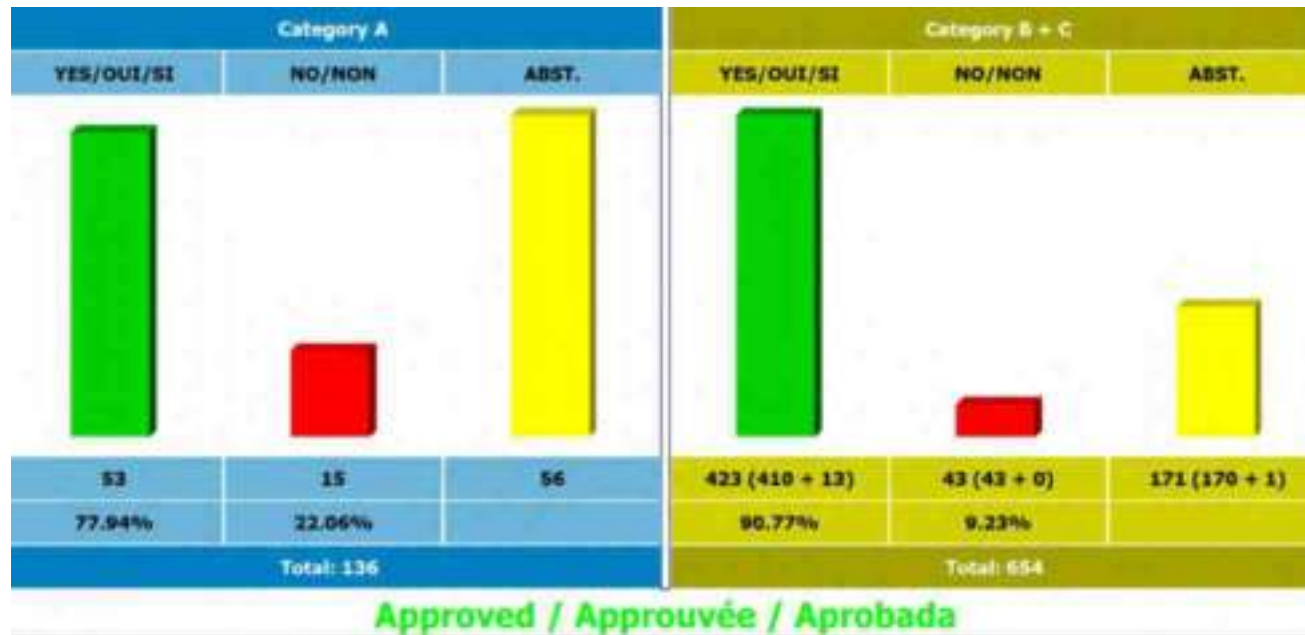 Category A
YES/OUI/SI NO/NON ABST.
53 15 56
77.94% 22.06%
Total: 136
Category B + C
YES/OUI/SI NO/NON ABST.
423 (410 + 13) 43 (43 + 0) 171 (170 + 1)
90.77% 9.23%
Total: 654
Approved / Approuvée / Aprobada